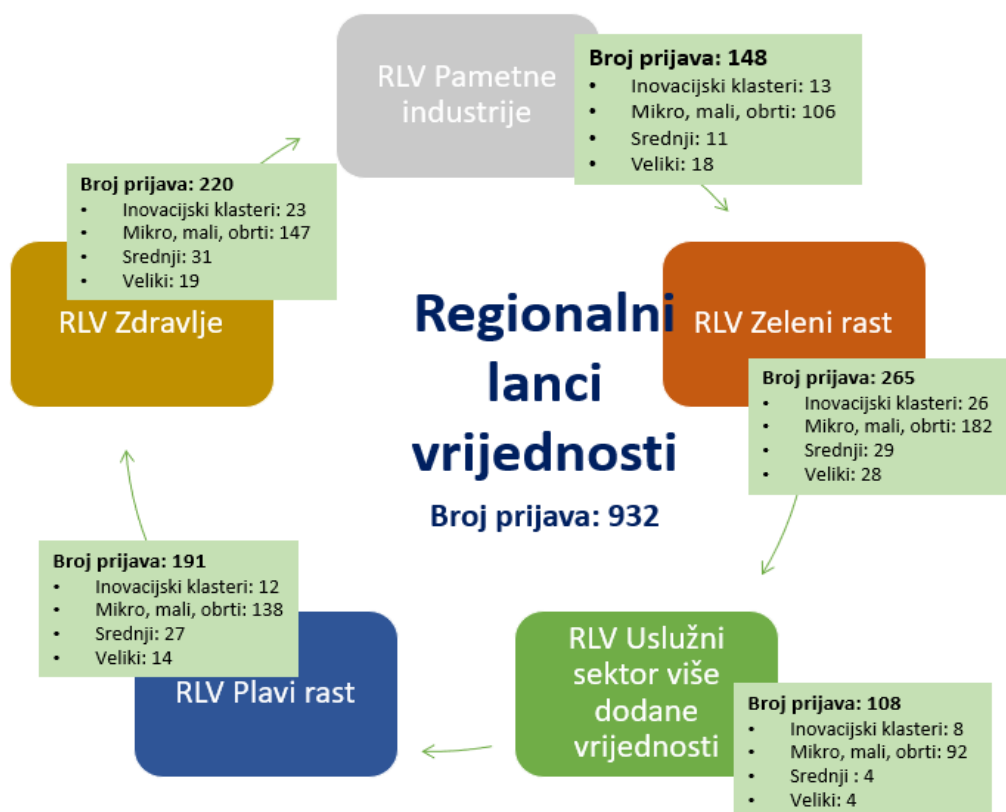 RLV Pametne
industrije
Broj prijava: 148
• Inovacijski klasteri: 13
• Mikro, mali, obrti: 106
• Srednji: 11
• Veliki: 18
Regionalni
lanci
vrijednosti
Broj prijava: 932
RLV Zeleni rast
Broj prijava: 265
• Inovacijski klasteri: 26
• Mikro, mali, obrti: 182
• Srednji: 29
• Veliki: 28
RLV Uslužni
sektor više
dodane
vrijednosti
Broj prijava: 108
• Inovacijski klasteri: 8
• Mikro, mali, obrti: 92
• Srednji : 4
• Veliki: 4
Broj prijava: 191
• Inovacijski klasteri: 12
• Mikro, mali, obrti: 138
• Srednji: 27
• Veliki: 14
RLV Plavi rast
Broj prijava: 220
• Inovacijski klasteri: 23
• Mikro, mali, obrti: 147
• Srednji: 31
• Veliki: 19
RLV Zdravlje